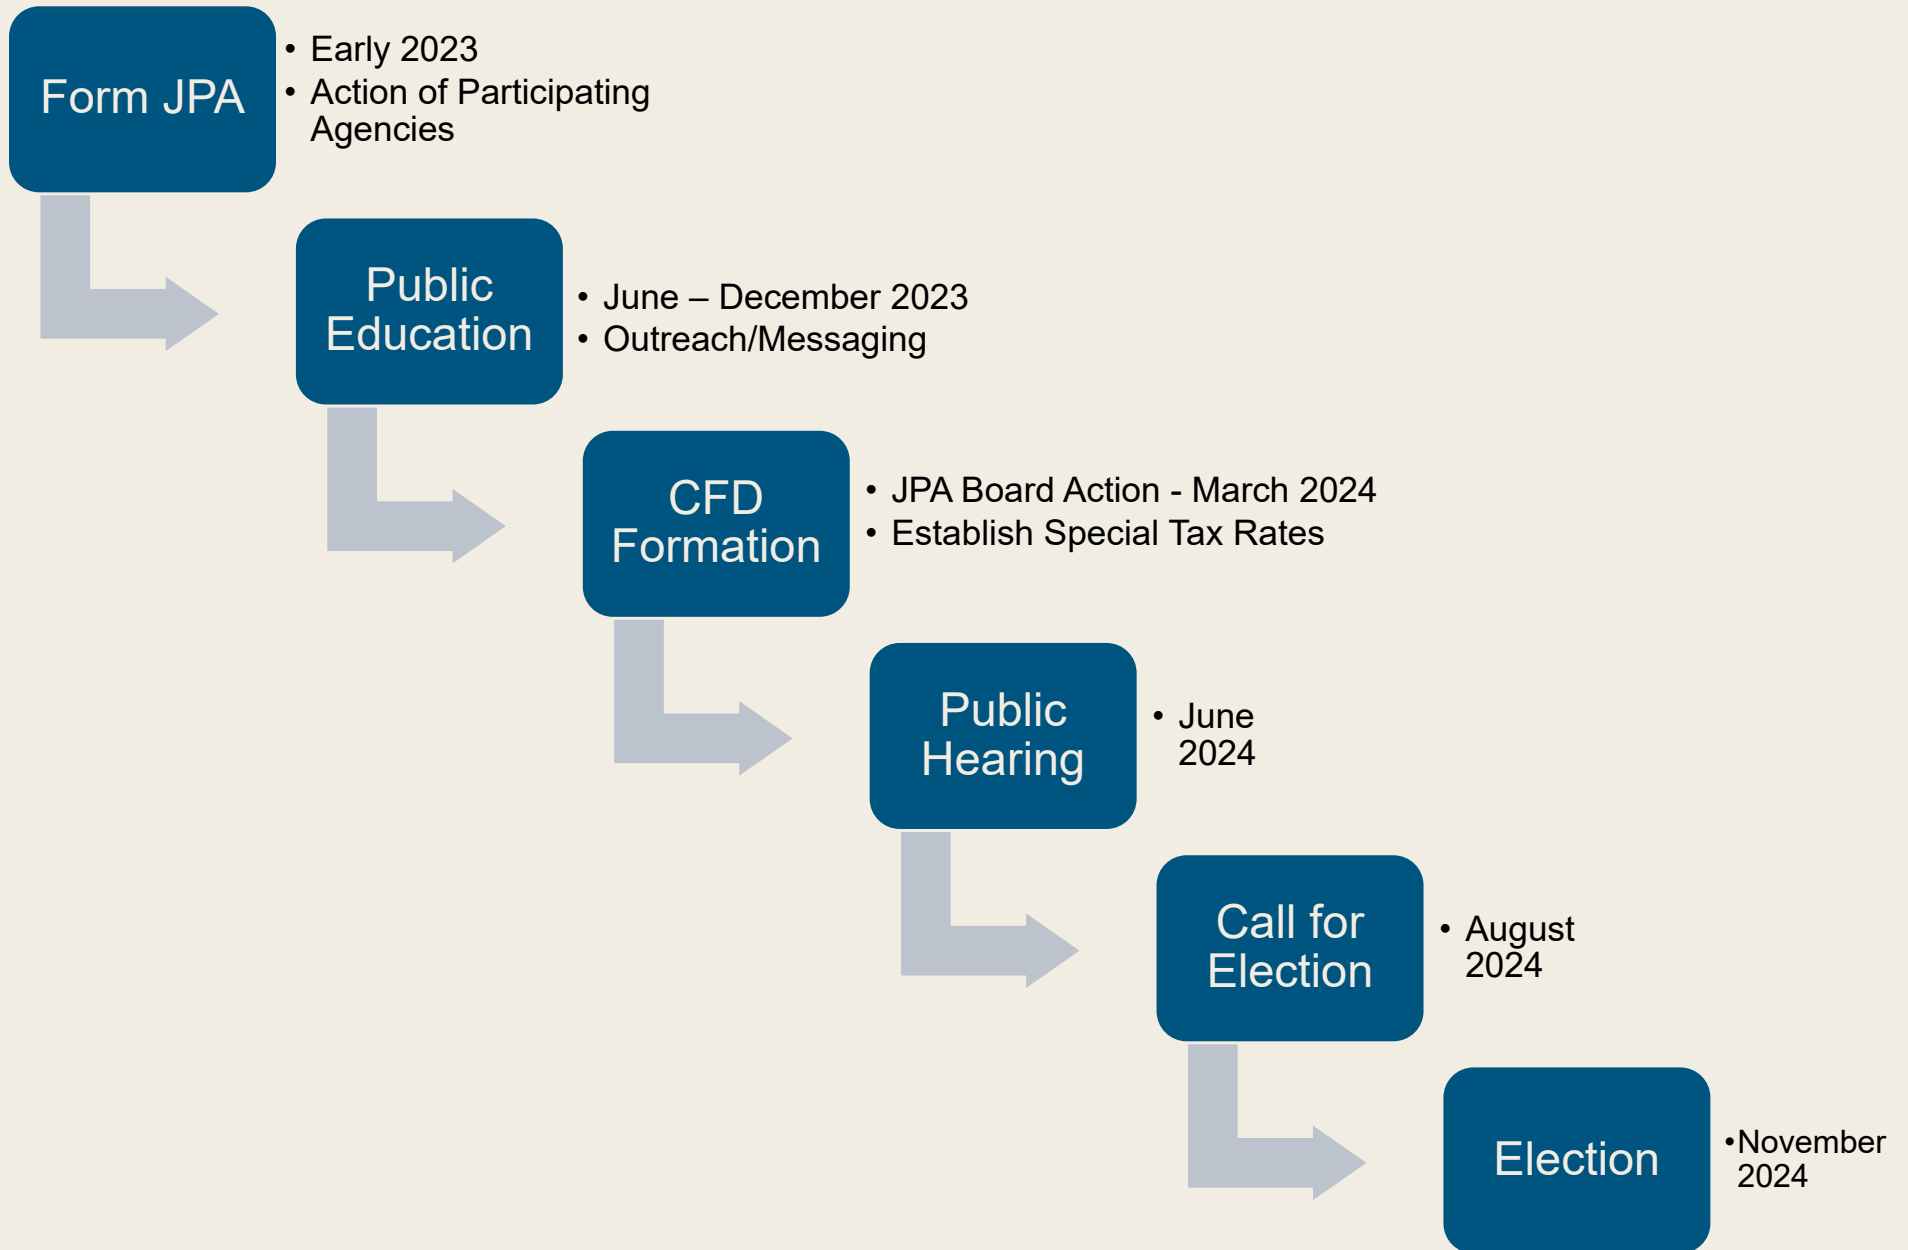 Form JPA
• Early 2023
• Action of Participating
Agencies
Public
Education
• June – December 2023
• Outreach/Messaging
CFD
Formation
• JPA Board Action - March 2024
• Establish Special Tax Rates
Public
Hearing
• June
2024
Call for
Election
• August
2024
Election
•November
2024